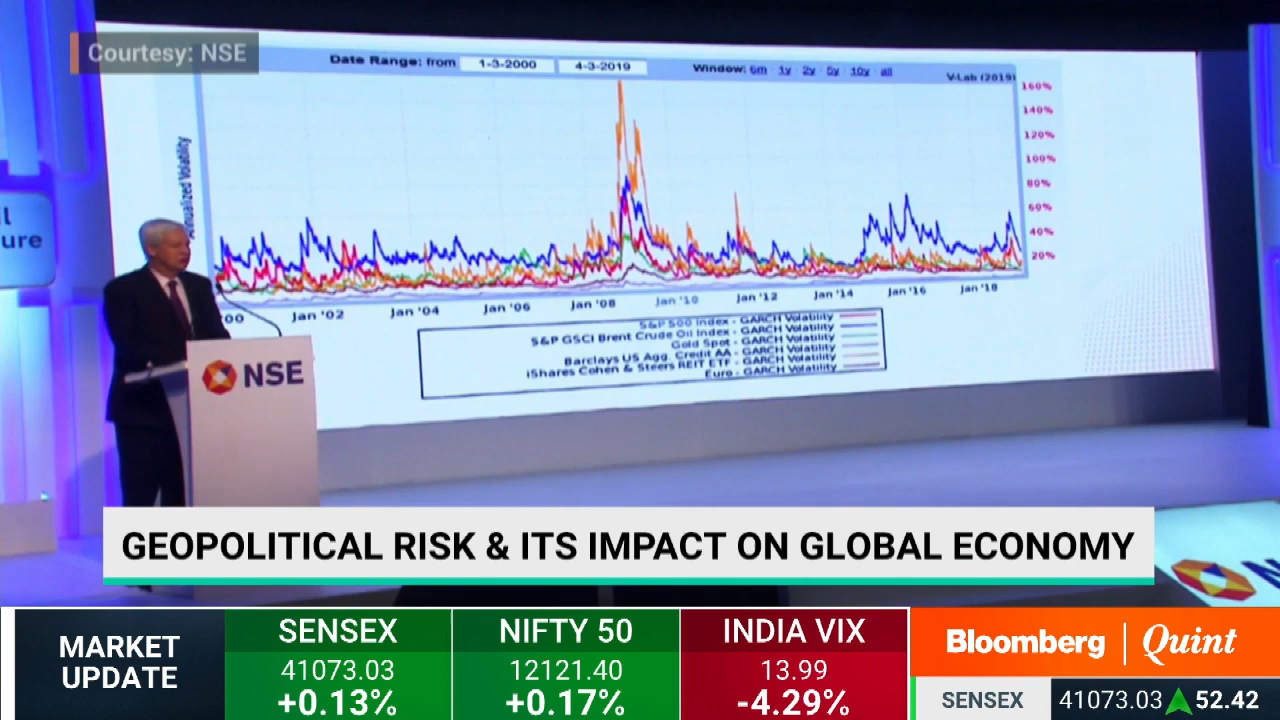 Courtesy: NSE
Date Range: from 1-3-2000 4-3-2019 Window: 6m 1y 2y 5y 10y all
V-Lab (2019)
160%
140%
120%
100%
80%
60%
40%
20%
Annualized Volatility
00 Jan '02 Jan '04 Jan '06 Jan '08 Jan '10 Jan '12 Jan '14 Jan '16 Jan '18
S&P 500 Index - GARCH Volatility
S&P GSCI Brent Crude Oil Index - GARCH Volatility
Gold Spot - GARCH Volatility
Barclays US Agg. Credit AA - GARCH Volatility
iShares Cohen & Steers REIT ETF - GARCH Volatility
Euro - GARCH Volatility
ure
NSE
GEOPOLITICAL RISK & ITS IMPACT ON GLOBAL ECONOMY
MARKET UPDATE
SENSEX
41073.03
+0.13%
NIFTY 50
12121.40
+0.17%
INDIA VIX
13.99
-4.29%
Bloomberg | Quint
SENSEX 41073.03 52.42